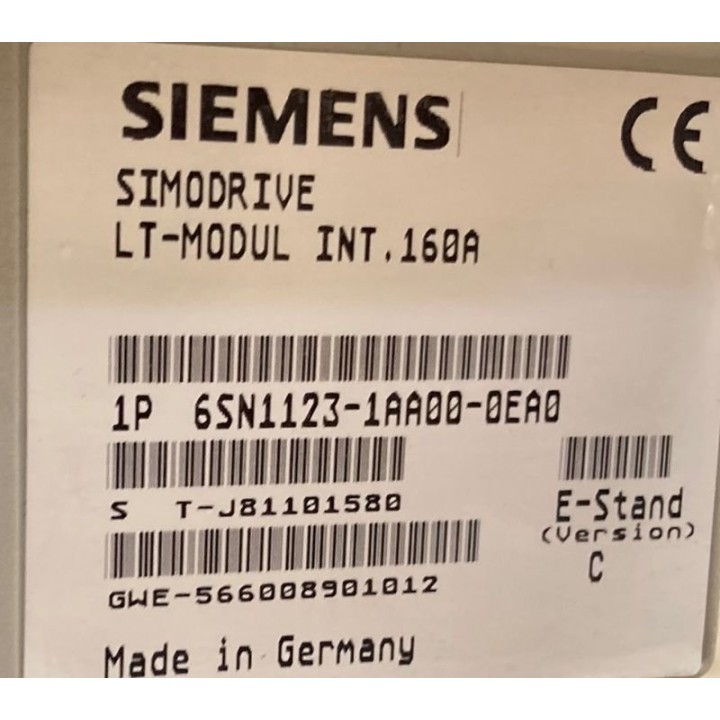 SIEMENS
CE
SIMODRIVE
LT-MODUL INT.160A
1P 6SN1123-1AA00-0EA0
S T-J81101580
E-Stand
(Version)
C
GWE-566008901012
Made in Germany